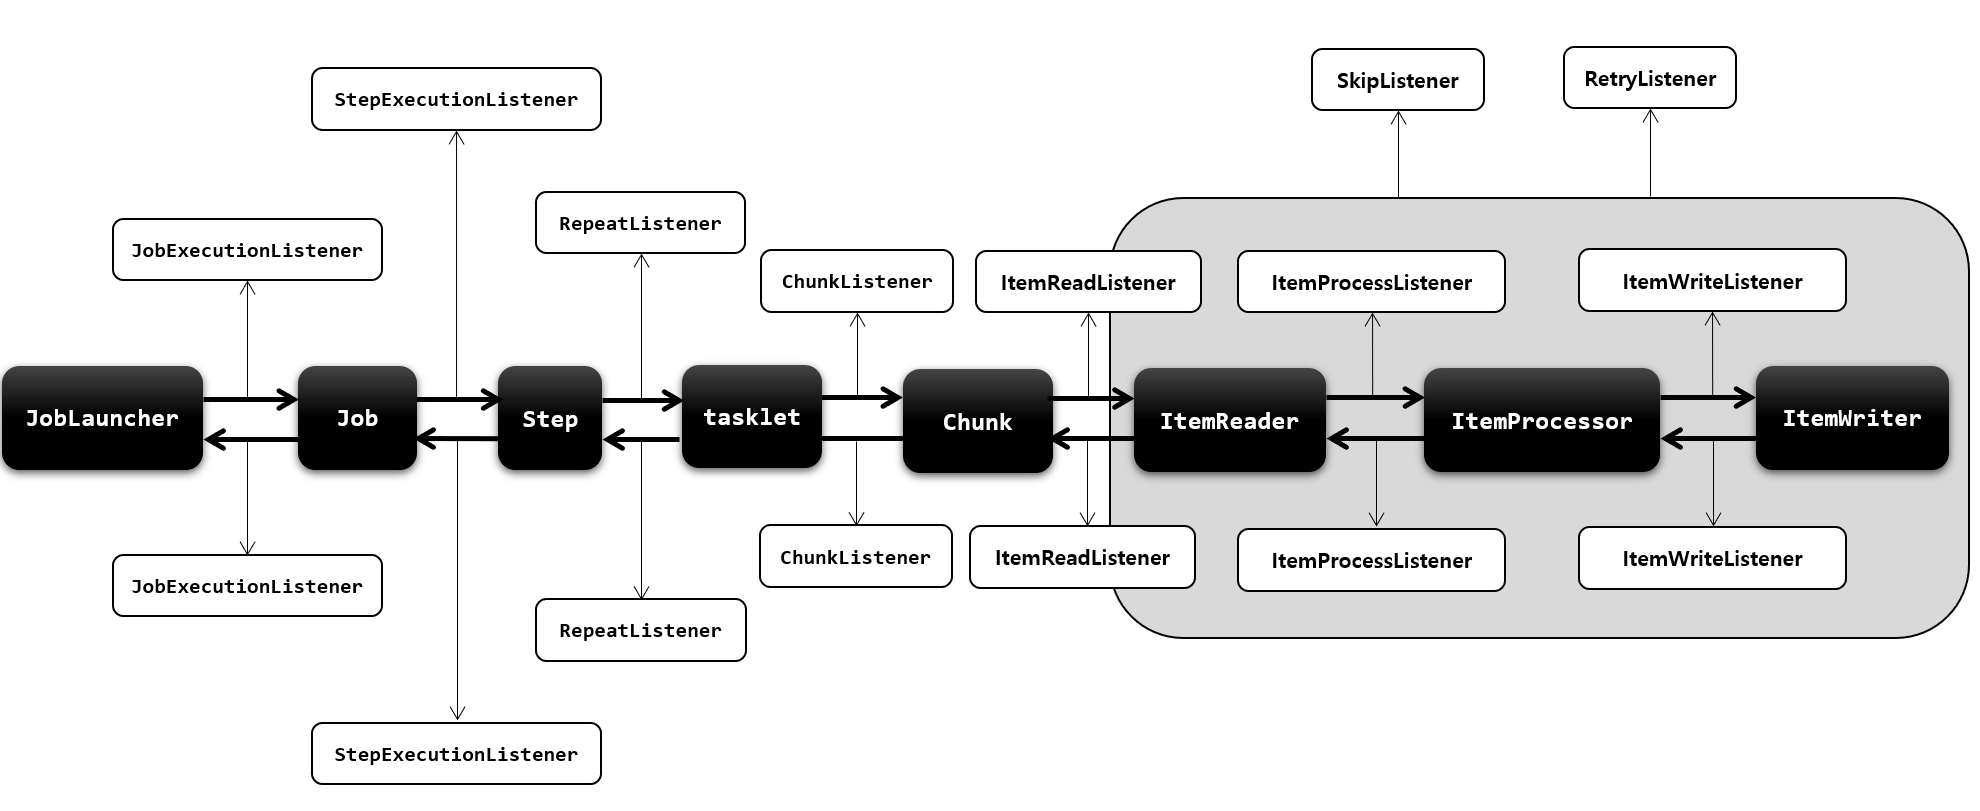 SkipListener
RetryListener
StepExecutionListener
RepeatListener
JobExecutionListener
ChunkListener
ItemReadListener
ItemProcessListener
ItemWriteListener
JobLauncher
Job
Step
tasklet
Chunk
ItemReader
ItemProcessor
ItemWriter
JobExecutionListener
ChunkListener
ItemReadListener
ItemProcessListener
ItemWriteListener
RepeatListener
StepExecutionListener